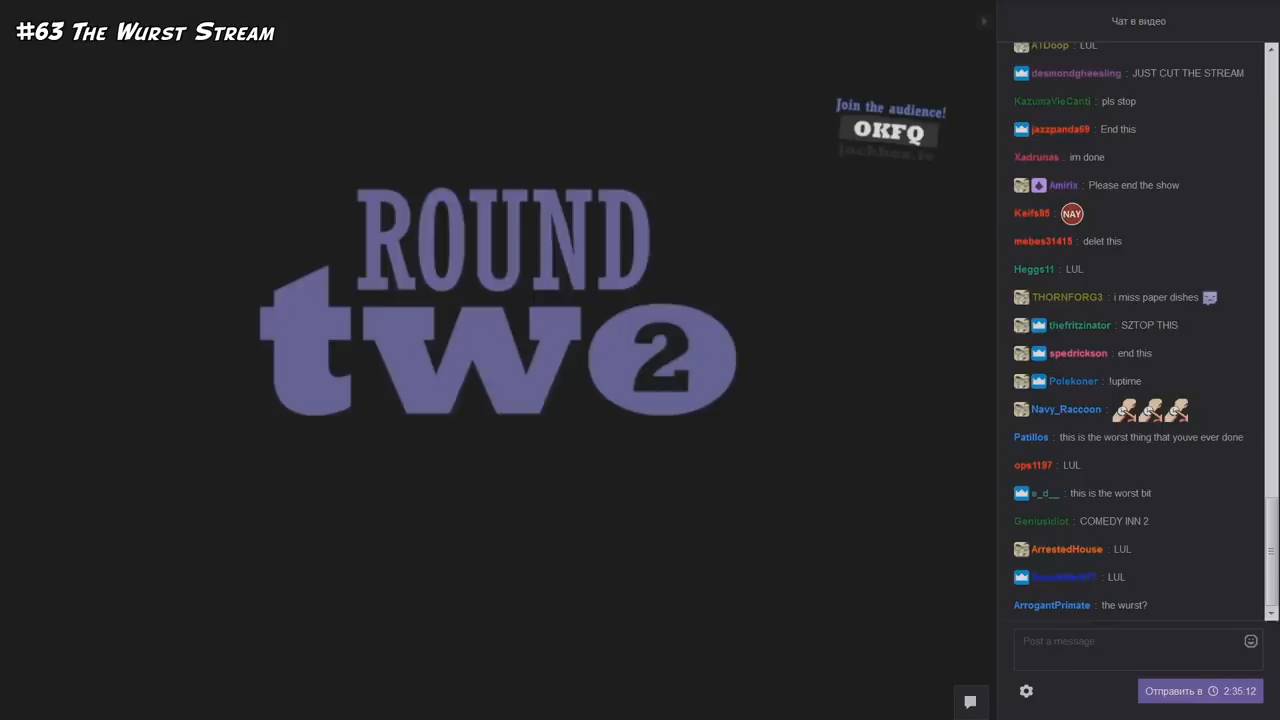 #63 The Wurst Stream
Join the audience!
OKFQ
jackbox.tv
ROUND
two
2
Чат в видео
ATDoop : LUL
desmondgheesling : JUST CUT THE STREAM
KazumaVieCanti : pls stop
jazzpanda69 : End this
Xadrunas : im done
Amirix : Please end the show
Keifs85 : NAY
mebes31415 : delet this
Heggs11 : LUL
THORNFORG3 : i miss paper dishes
thefritzinator : SZTOP THIS
spedrickson : end this
Polekoner : !uptime
Navy_Raccoon :
Patillos : this is the worst thing that youve ever done
ops1197 : LUL
e_d__ : this is the worst bit
GeniusIdiot : COMEDY INN 2
ArrestedHouse : LUL
: LUL
ArrogantPrimate : the wurst?
Post a message
Отправить в 2:35:12